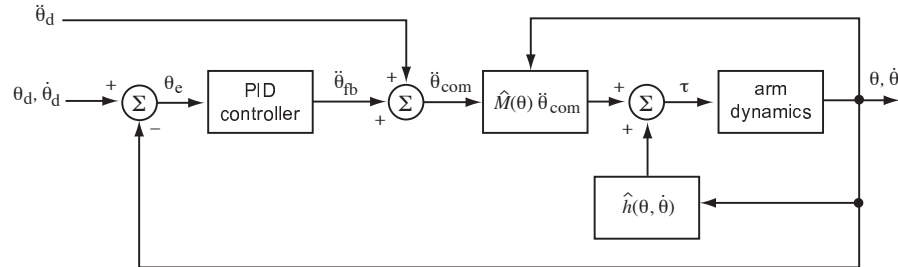 θ̈d
θd, θ̇d
+
Σ
−
θe
PID
controller
θ̈fb
+
+
Σ
θ̈com
M̂(θ) θ̈com
+
+
Σ
τ
arm
dynamics
θ, θ̇
ĥ(θ, θ̇)